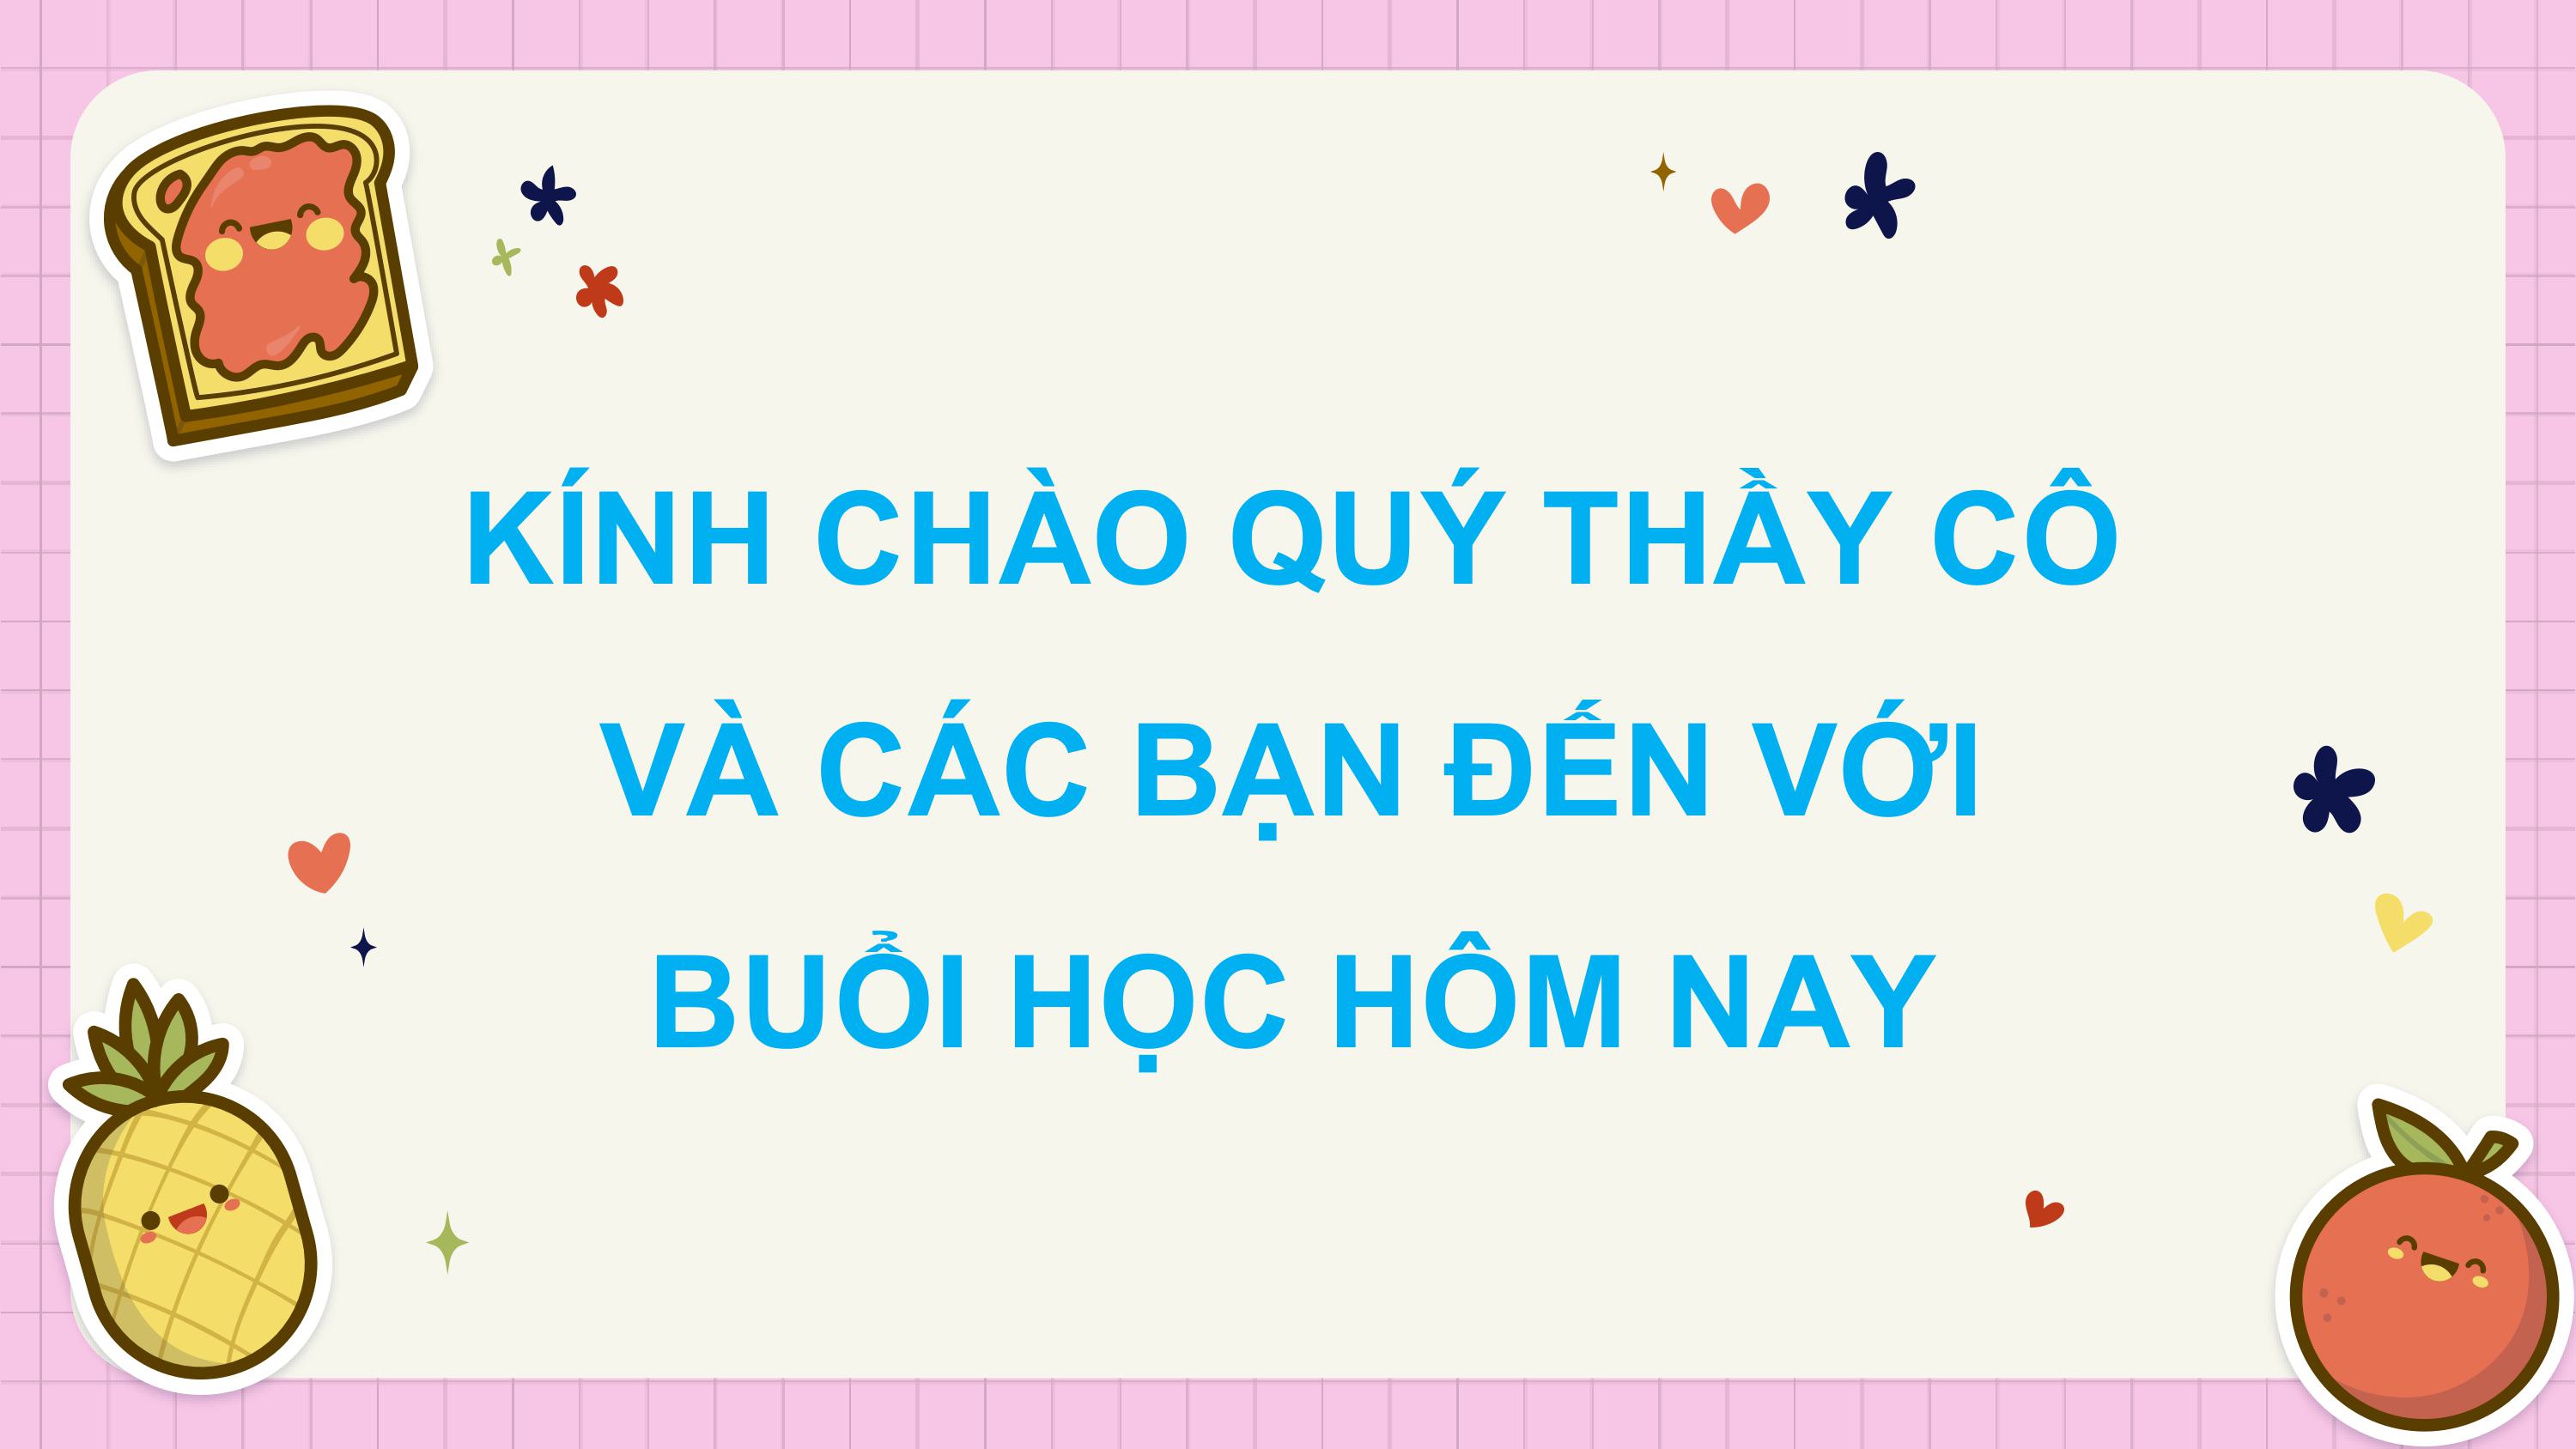 KÍNH CHÀO QUÝ THẦY CÔ
VÀ CÁC BẠN ĐẾN VỚI
BUỔI HỌC HÔM NAY